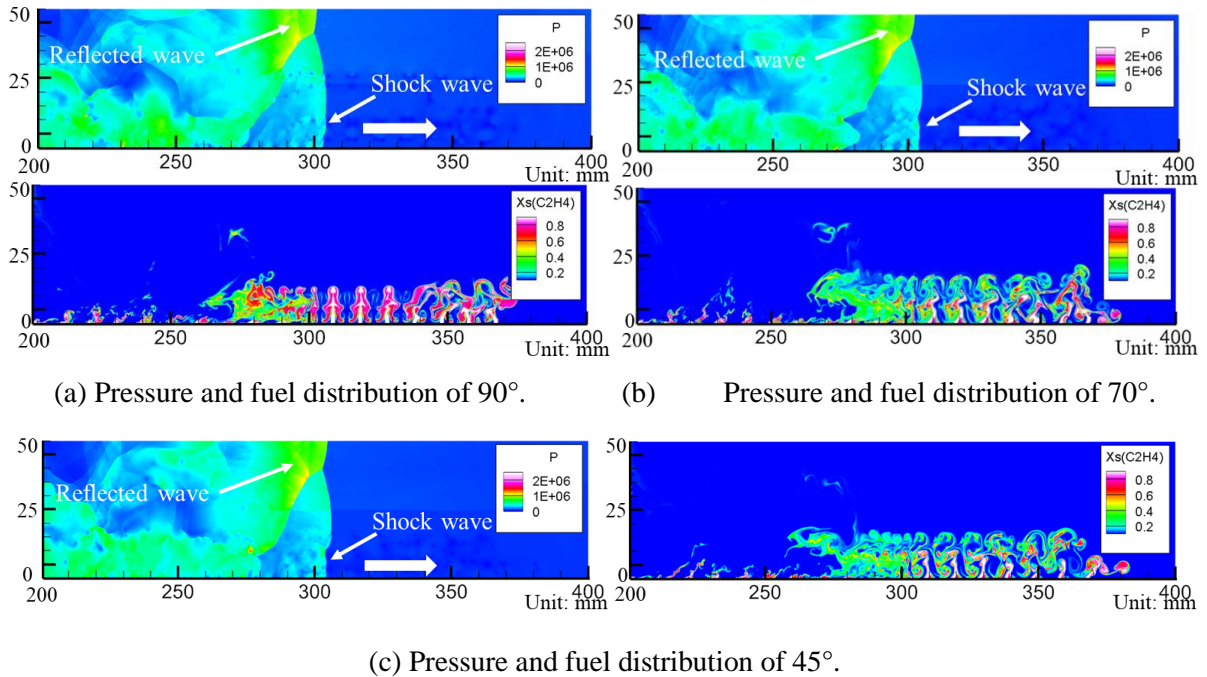 50
25
0
200
250
300
350
400
Unit: mm
Reflected wave
Shock wave
P
2E+06
1E+06
0
50
25
0
200
250
300
350
400
Unit: mm
Reflected wave
Shock wave
P
2E+06
1E+06
0
50
25
0
200
250
300
350
400
Unit: mm
Xs(C2H4)
0.8
0.6
0.4
0.2
50
25
0
200
250
300
350
400
Unit: mm
Xs(C2H4)
0.8
0.6
0.4
0.2
(a) Pressure and fuel distribution of 90°.
(b) Pressure and fuel distribution of 70°.
50
25
0
200
250
300
350
400
Unit: mm
Reflected wave
Shock wave
P
2E+06
1E+06
0
50
25
0
200
250
300
350
400
Unit: mm
Xs(C2H4)
0.8
0.6
0.4
0.2
(c) Pressure and fuel distribution of 45°.